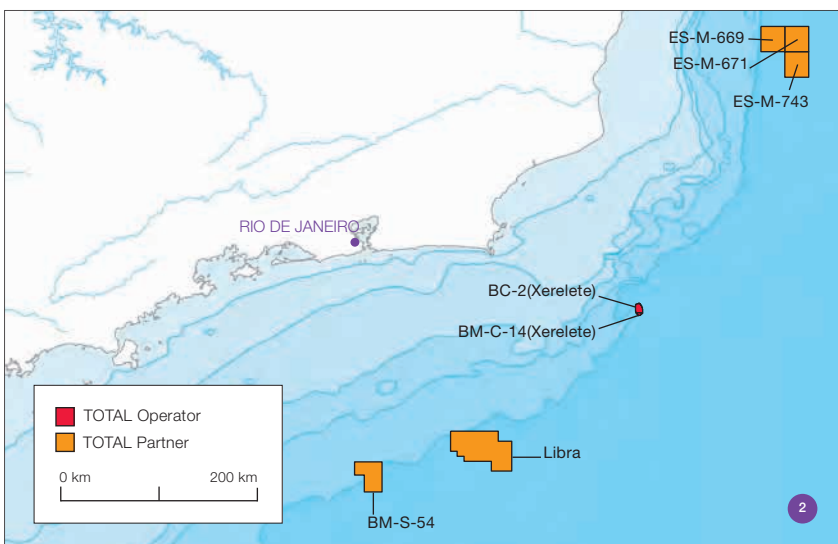 ES-M-669
ES-M-671
ES-M-743
RIO DE JANEIRO
BC-2(Xerelete)
BM-C-14(Xerelete)
TOTAL Operator
TOTAL Partner
0 km 200 km
Libra
BM-S-54
2